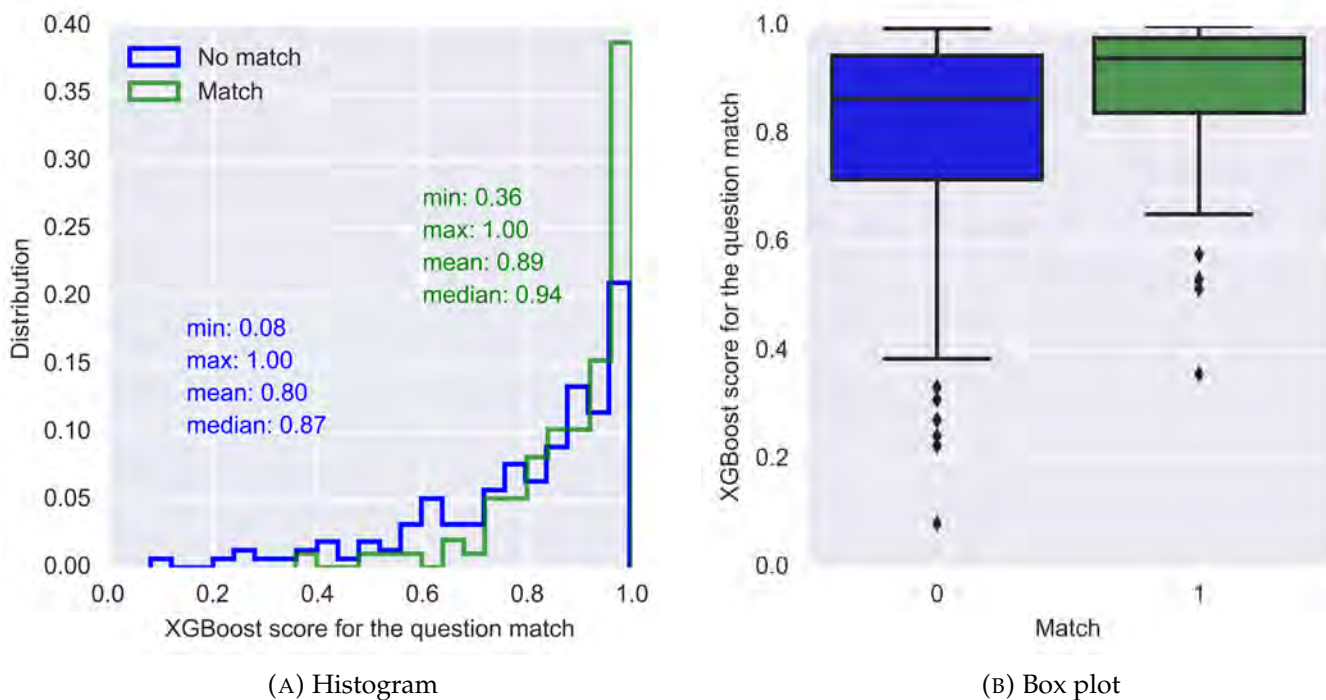 0.40
0.35
0.30
0.25
0.20
0.15
0.10
0.05
0.00
Distribution
No match
Match
min: 0.36
max: 1.00
mean: 0.89
median: 0.94
min: 0.08
max: 1.00
mean: 0.80
median: 0.87
0.0 0.2 0.4 0.6 0.8 1.0
XGBoost score for the question match
(A) Histogram
1.0
0.8
0.6
0.4
0.2
0.0
XGBoost score for the question match
0 1
Match
(B) Box plot